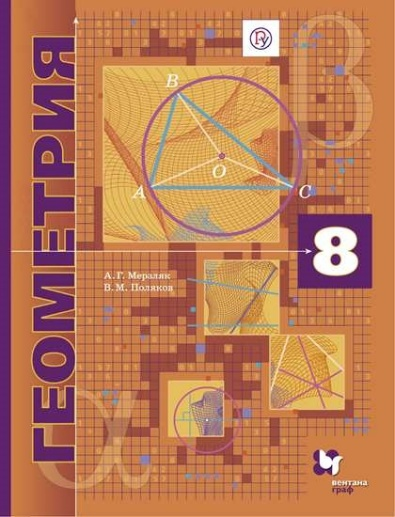 ГЕОМЕТРИЯ
B
O
A
C
8
А. Г. Мерзляк
В. М. Поляков
β
α
вентана
граф